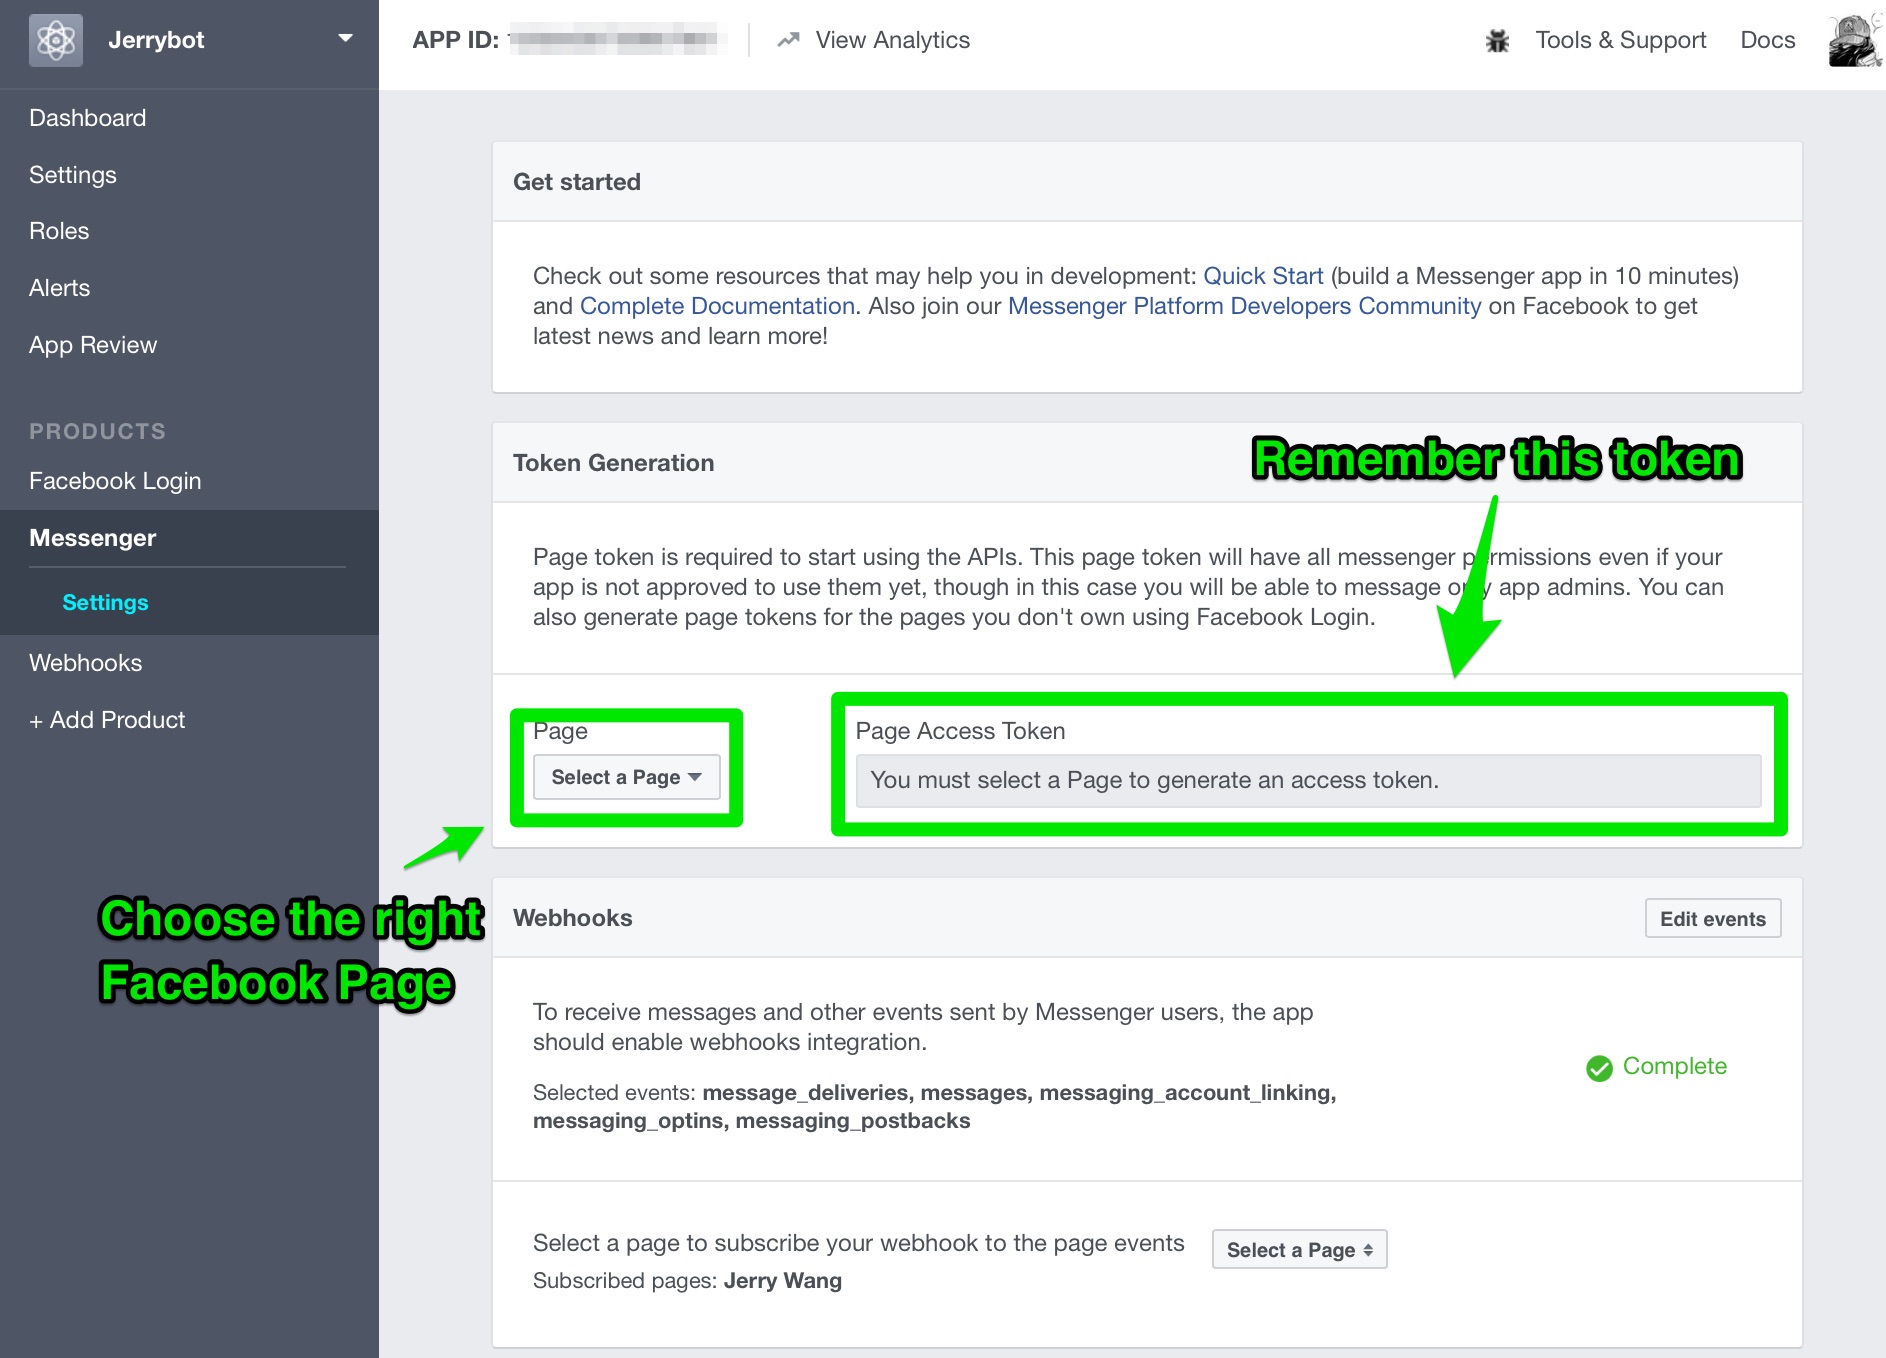 Jerrybot
APP ID:
View Analytics
Tools & Support
Docs
Dashboard
Settings
Roles
Alerts
App Review
PRODUCTS
Facebook Login
Messenger
Settings
Webhooks
+ Add Product
Get started
Check out some resources that may help you in development: Quick Start (build a Messenger app in 10 minutes)
and Complete Documentation. Also join our Messenger Platform Developers Community on Facebook to get
latest news and learn more!
Token Generation
Remember this token
Page token is required to start using the APIs. This page token will have all messenger permissions even if your
app is not approved to use them yet, though in this case you will be able to message only app admins. You can
also generate page tokens for the pages you don't own using Facebook Login.
Page
Select a Page
Page Access Token
You must select a Page to generate an access token.
Choose the right
Facebook Page
Webhooks
Edit events
To receive messages and other events sent by Messenger users, the app
should enable webhooks integration.
Complete
Selected events: message_deliveries, messages, messaging_account_linking,
messaging_optins, messaging_postbacks
Select a page to subscribe your webhook to the page events
Select a Page
Subscribed pages: Jerry Wang